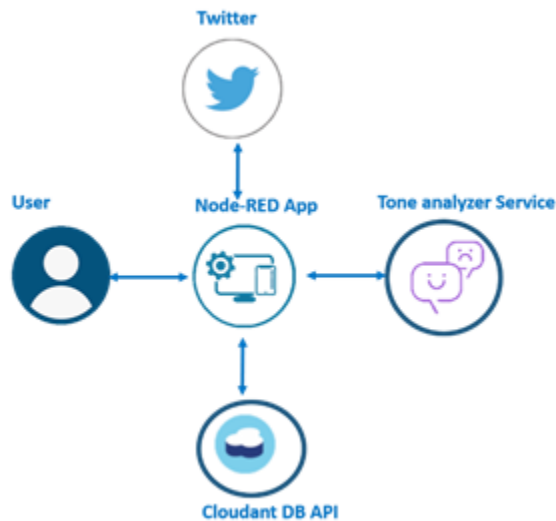 Twitter
User
Node-RED App
Tone analyzer Service
Cloudant DB API